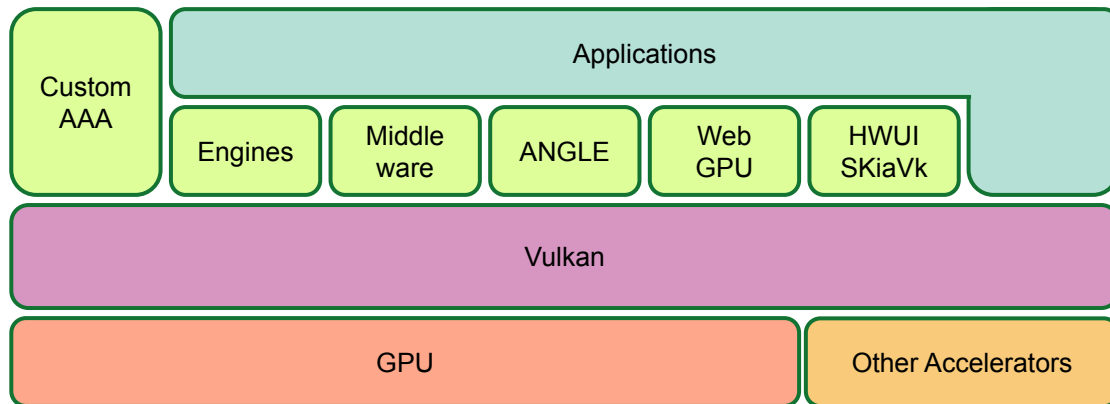 Custom
AAA
Applications
Engines
Middle
ware
ANGLE
Web
GPU
HWUI
SKiaVk
Vulkan
GPU
Other Accelerators